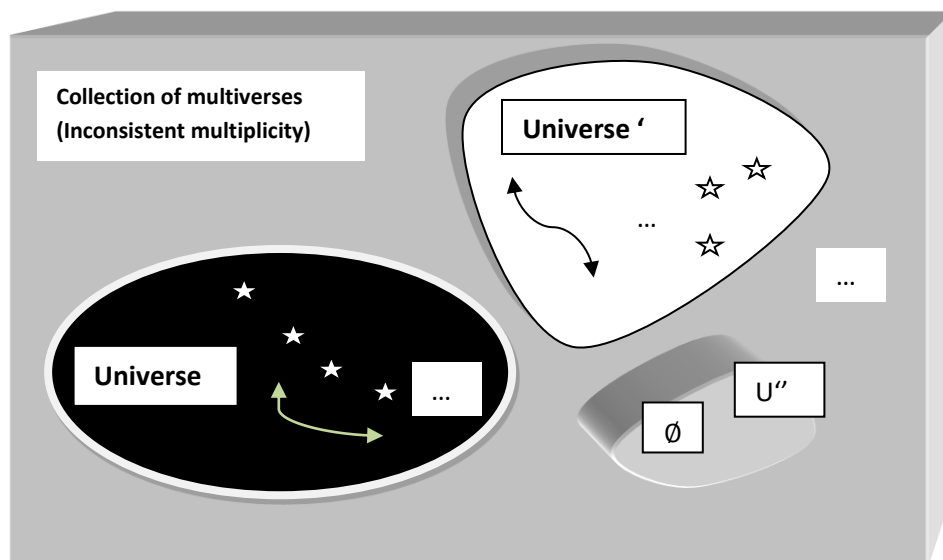 Collection of multiverses
(Inconsistent multiplicity)
Universe ‘
...
...
Universe
...
U‘’
Ø